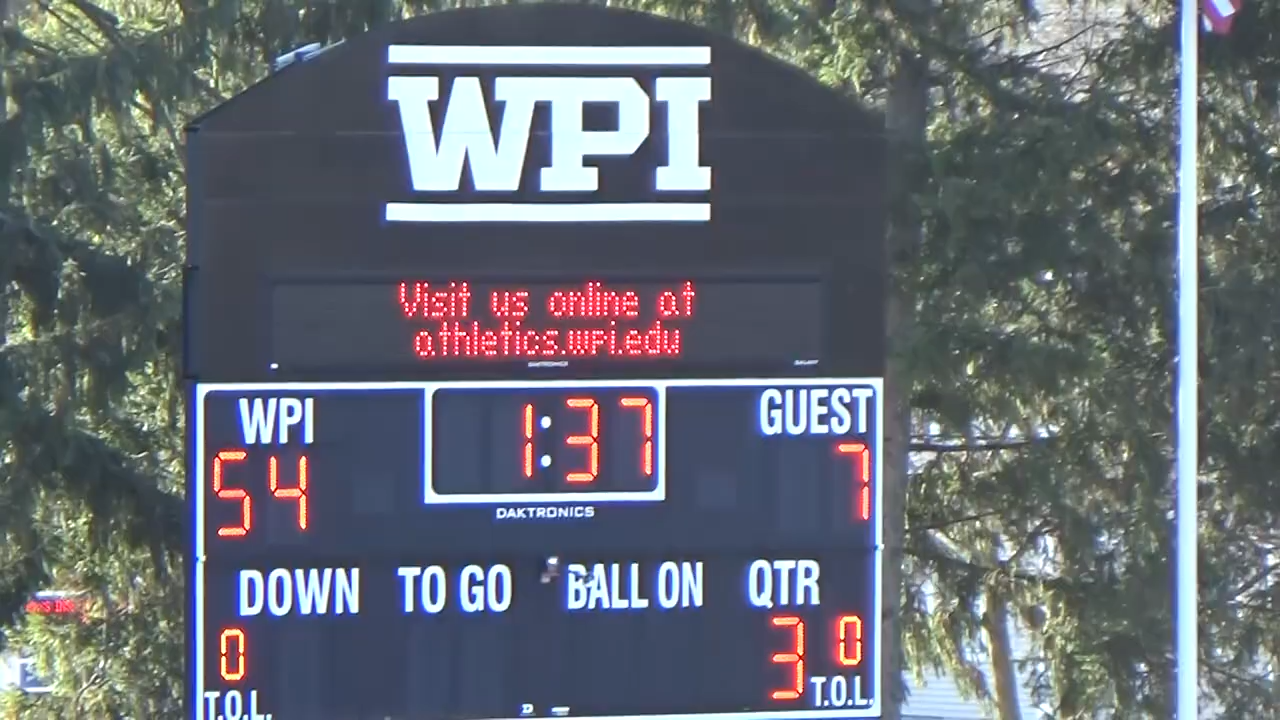 WPI
Visit us online at
athletics.wpi.edu
DAKTRONICS
WPI 1:37 GUEST
54 7
DAKTRONICS
DOWN TO GO BALL ON QTR
0 3 0
T.O.L. T.O.L.